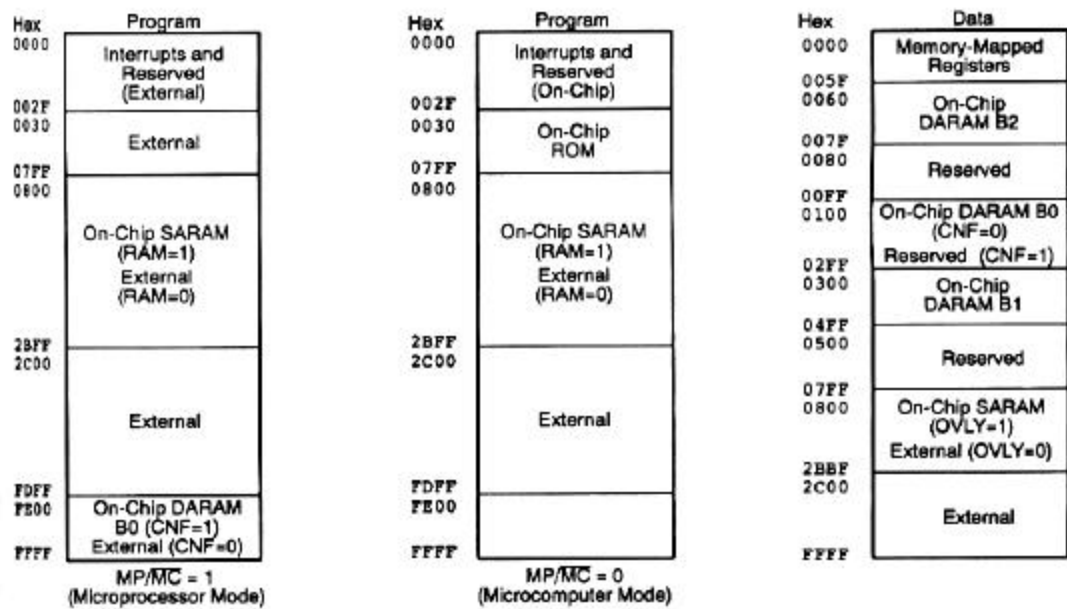 Hex Program
0000
Interrupts and
Reserved
(External)
002F
0030
External
07FF
0800
On-Chip SARAM
(RAM=1)
External
(RAM=0)
2BFF
2C00
External
FDFF
FE00
On-Chip DARAM
B0 (CNF=1)
External (CNF=0)
FFFF
MP/M̅C̅ = 1
(Microprocessor Mode)
Hex Program
0000
Interrupts and
Reserved
(On-Chip)
002F
0030
On-Chip
ROM
07FF
0800
On-Chip SARAM
(RAM=1)
External
(RAM=0)
2BFF
2C00
External
FDFF
FE00
FFFF
MP/M̅C̅ = 0
(Microcomputer Mode)
Hex Data
0000
Memory-Mapped
Registers
005F
0060
On-Chip
DARAM B2
007F
0080
Reserved
00FF
0100
On-Chip DARAM B0
(CNF=0)
Reserved (CNF=1)
02FF
0300
On-Chip
DARAM B1
04FF
0500
Reserved
07FF
0800
On-Chip SARAM
(OVLY=1)
External (OVLY=0)
2BBF
2C00
External
FFFF